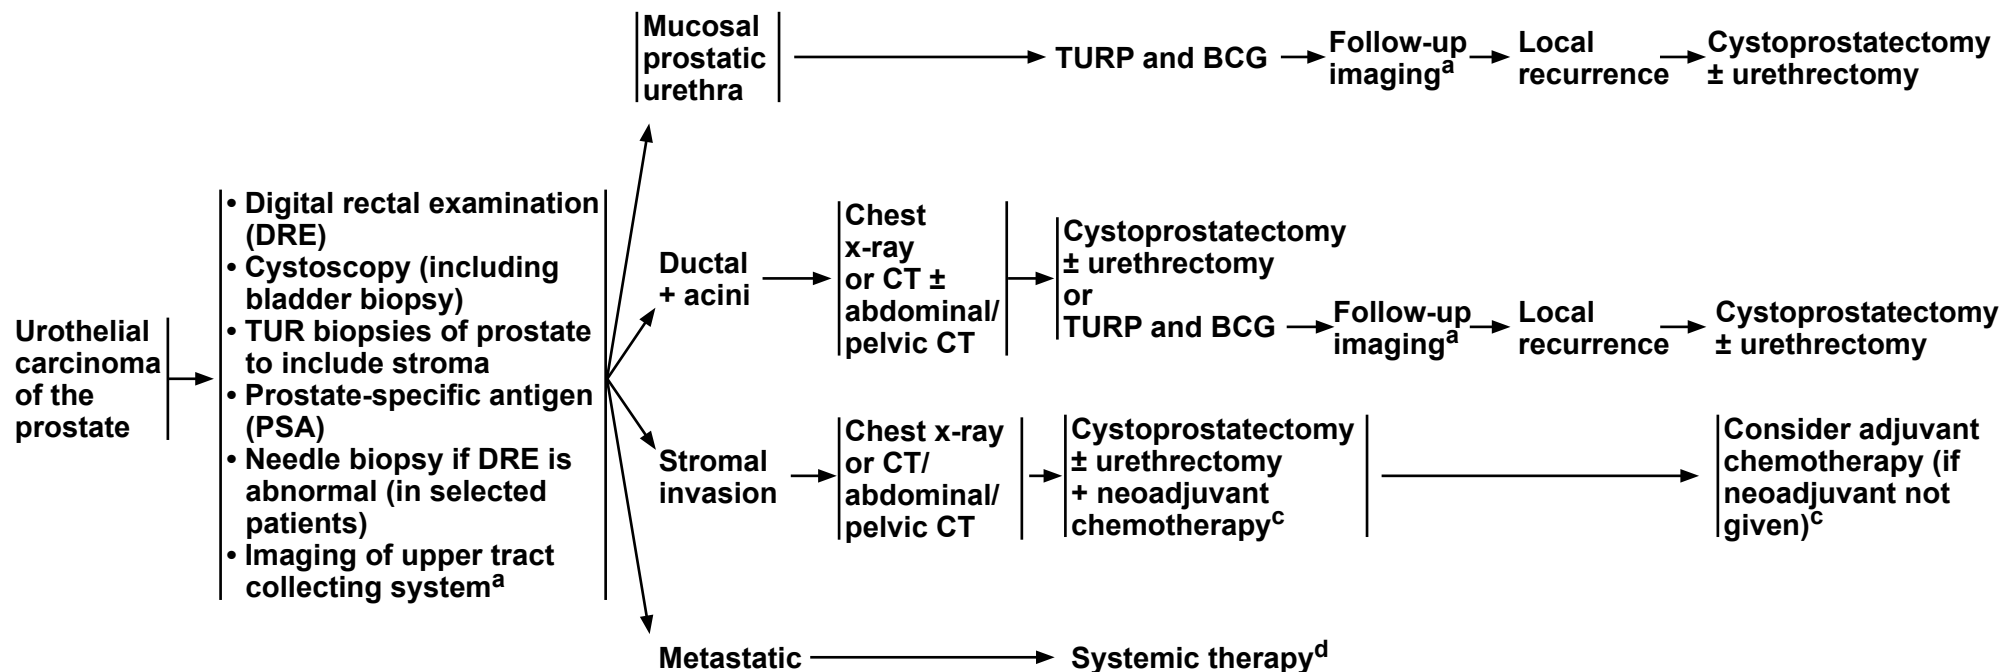 Urothelial
carcinoma
of the
prostate
• Digital rectal examination
(DRE)
• Cystoscopy (including
bladder biopsy)
• TUR biopsies of prostate
to include stroma
• Prostate-specific antigen
(PSA)
• Needle biopsy if DRE is
abnormal (in selected
patients)
• Imaging of upper tract
collecting systemᵃ
Mucosal
prostatic
urethra
TURP and BCG
Follow-up
imagingᵃ
Local
recurrence
Cystoprostatectomy
± urethrectomy
Ductal
+ acini
Chest
x-ray
or CT ±
abdominal/
pelvic CT
Cystoprostatectomy
± urethrectomy
or
TURP and BCG
Follow-up
imagingᵃ
Local
recurrence
Cystoprostatectomy
± urethrectomy
Stromal
invasion
Chest x-ray
or CT/
abdominal/
pelvic CT
Cystoprostatectomy
± urethrectomy
+ neoadjuvant
chemotherapyᶜ
Consider adjuvant
chemotherapy (if
neoadjuvant not
given)ᶜ
Metastatic
Systemic therapyᵈ